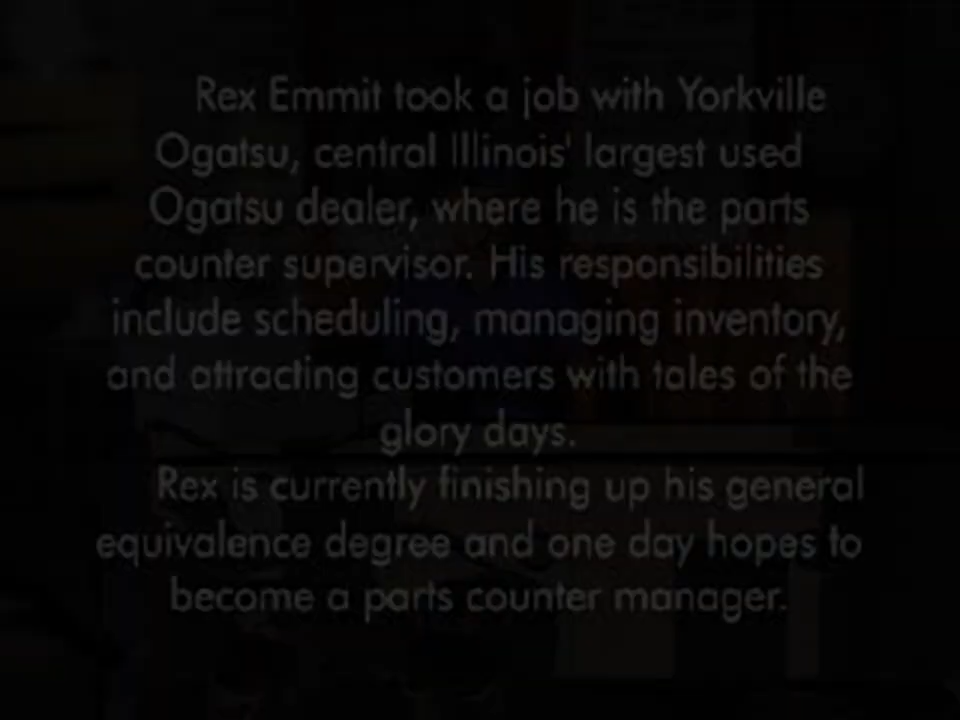 Rex Emmit took a job with Yorkville
Ogatsu, central Illinois' largest used
Ogatsu dealer, where he is the parts
counter supervisor. His responsibilities
include scheduling, managing inventory,
and attracting customers with tales of the
glory days.
Rex is currently finishing up his general
equivalence degree and one day hopes to
become a parts counter manager.